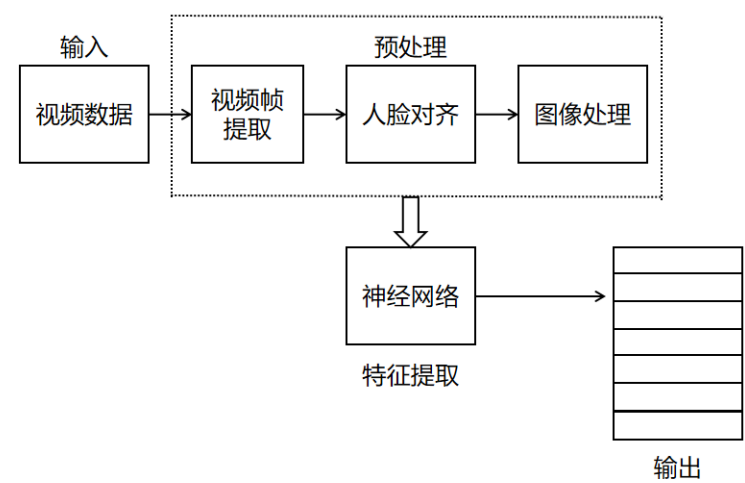 输入
预处理
视频数据
视频帧
提取
人脸对齐
图像处理
神经网络
特征提取
输出